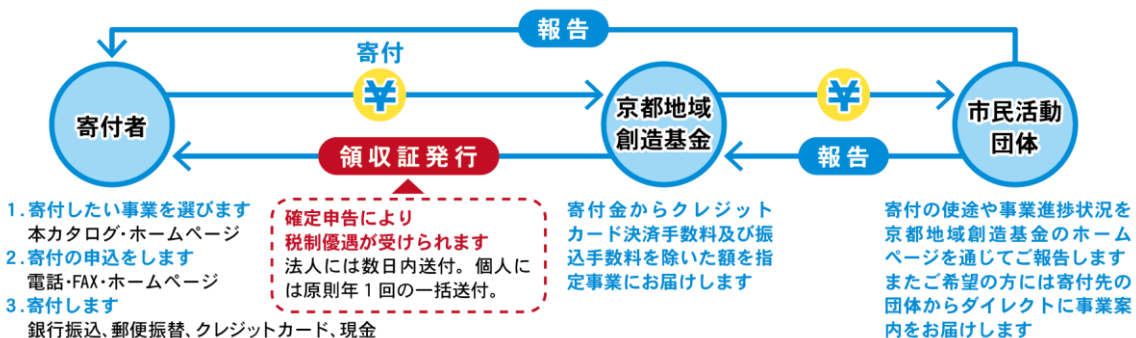 報告
寄付
¥
¥
寄付者
京都地域
創造基金
市民活動
団体
領収証発行
報告
1.寄付したい事業を選びます
本カタログ・ホームページ
2.寄付の申込をします
電話・FAX・ホームページ
3.寄付します
銀行振込、郵便振替、クレジットカード、現金
確定申告により
税制優遇が受けられます
法人には数日内送付。個人に
は原則年1回の一括送付。
寄付金からクレジット
カード決済手数料及び振
込手数料を除いた額を指
定事業にお届けします
寄付の使途や事業進捗状況を
京都地域創造基金のホーム
ページを通じてご報告します
またご希望の方には寄付先の
団体からダイレクトに事業案
内をお届けします